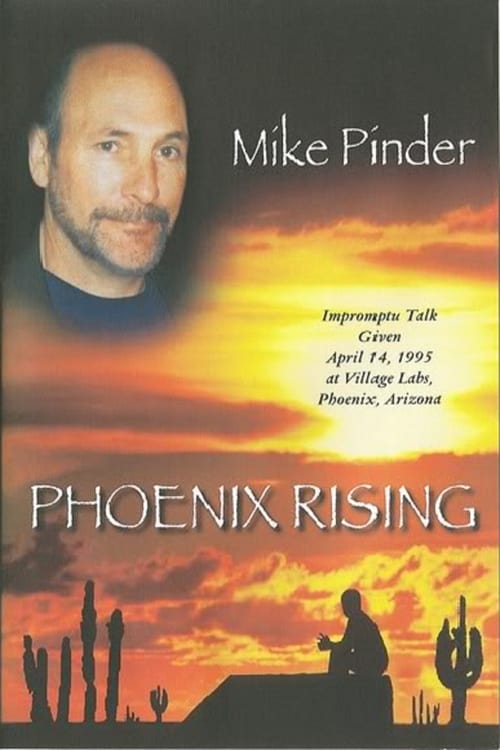 Mike Pinder
Impromptu Talk
Given
April 14, 1995
at Village Labs,
Phoenix, Arizona
PHOENIX RISING